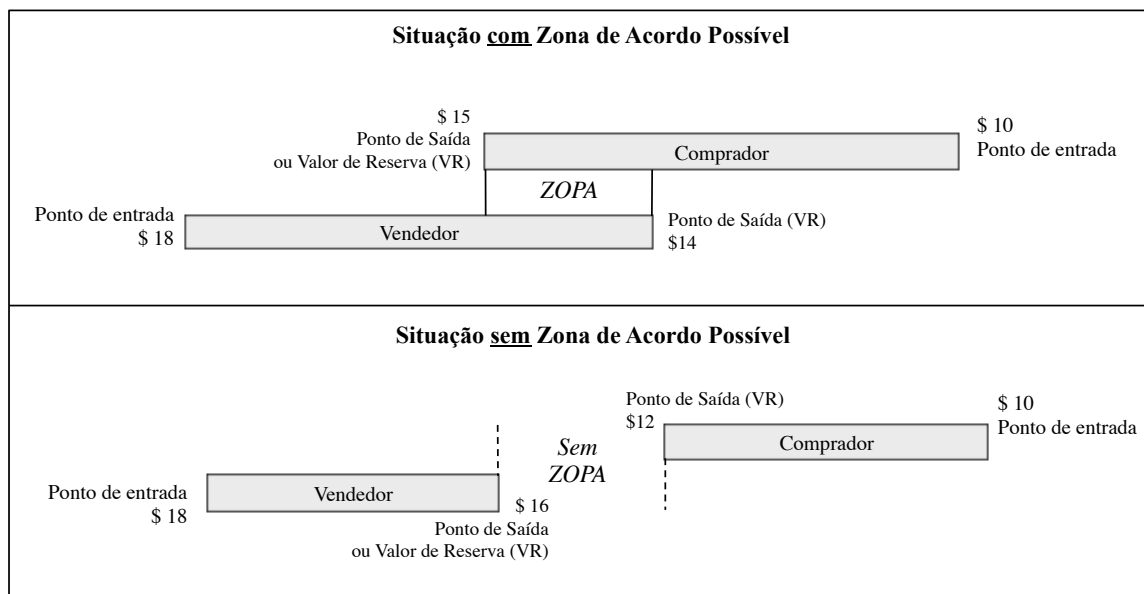 Situação com Zona de Acordo Possível
$ 15
Ponto de Saída
ou Valor de Reserva (VR)
Comprador
$ 10
Ponto de entrada
ZOPA
Ponto de entrada
$ 18
Vendedor
Ponto de Saída (VR)
$14
Situação sem Zona de Acordo Possível
Ponto de Saída (VR)
$12
Comprador
$ 10
Ponto de entrada
Sem
ZOPA
Ponto de entrada
$ 18
Vendedor
$ 16
Ponto de Saída
ou Valor de Reserva (VR)